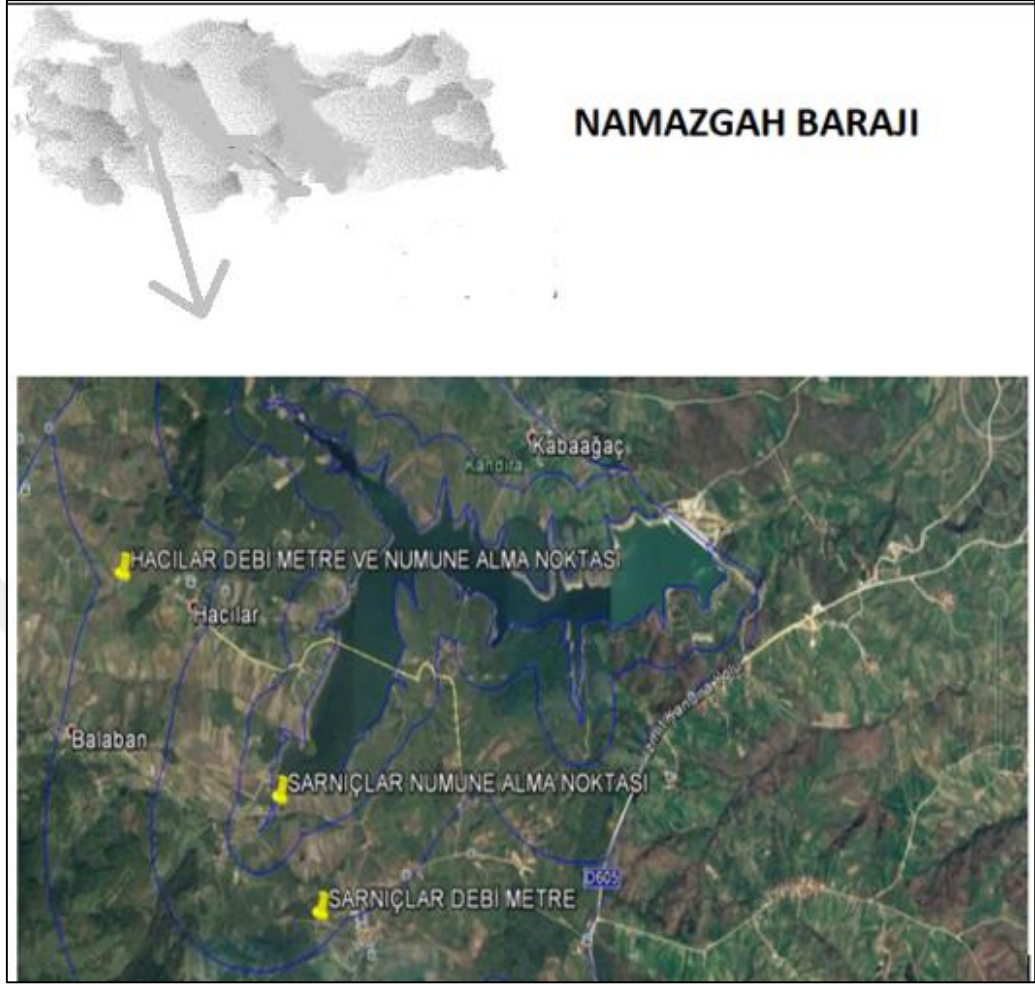 NAMAZGAH BARAJI
Kabaağaç
Kandıra
HACILAR DEBİ METRE VE NUMUNE ALMA NOKTASI
Hacılar
Balaban
SARNIÇLAR NUMUNE ALMA NOKTASI
D605
SARNIÇLAR DEBİ METRE